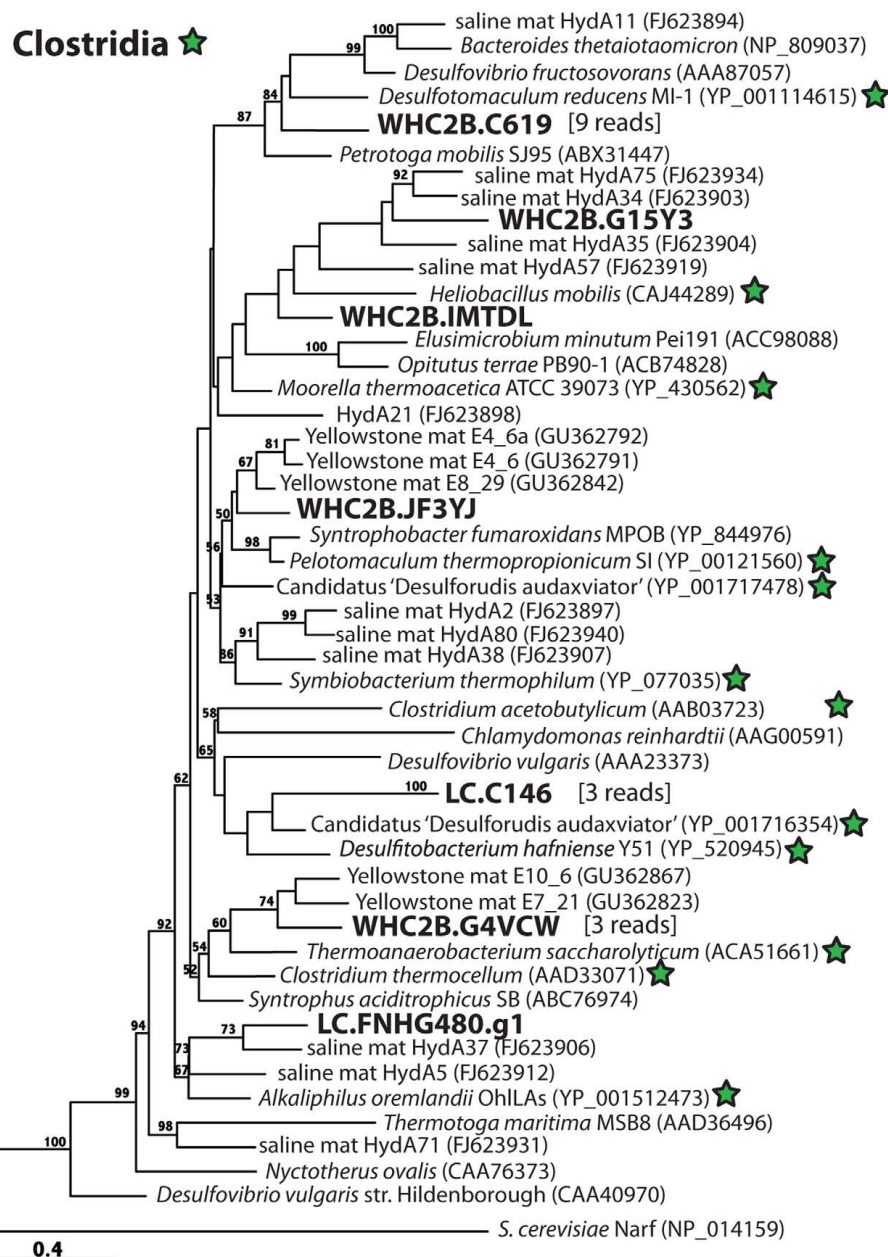 Clostridia
100 saline mat HydA11 (FJ623894)
99 Bacteroides thetaiotaomicron (NP_809037)
Desulfovibrio fructosovorans (AAA87057)
84 Desulfotomaculum reducens MI-1 (YP_001114615)
87 WHC2B.C619 [9 reads]
Petrotoga mobilis SJ95 (ABX31447)
92 saline mat HydA75 (FJ623934)
saline mat HydA34 (FJ623903)
WHC2B.G15Y3
saline mat HydA35 (FJ623904)
saline mat HydA57 (FJ623919)
Heliobacillus mobilis (CAJ44289)
WHC2B.IMTDL
Elusimicrobium minutum Pei191 (ACC98088)
100
Opitutus terrae PB90-1 (ACB74828)
Moorella thermoacetica ATCC 39073 (YP_430562)
HydA21 (FJ623898)
Yellowstone mat E4_6a (GU362792)
81
Yellowstone mat E4_6 (GU362791)
67
Yellowstone mat E8_29 (GU362842)
50 WHC2B.JF3YJ
Syntrophobacter fumaroxidans MPOB (YP_844976)
56 98
Pelotomaculum thermopropionicum SI (YP_00121560)
Candidatus 'Desulforudis audaxviator' (YP_001717478)
53
99 saline mat HydA2 (FJ623897)
91 saline mat HydA80 (FJ623940)
86 saline mat HydA38 (FJ623907)
Symbiobacterium thermophilum (YP_077035)
58 Clostridium acetobutylicum (AAB03723)
Chlamydomonas reinhardtii (AAG00591)
65
Desulfovibrio vulgaris (AAA23373)
62 100 LC.C146 [3 reads]
Candidatus 'Desulforudis audaxviator' (YP_001716354)
Desulfitobacterium hafniense Y51 (YP_520945)
Yellowstone mat E10_6 (GU362867)
74 Yellowstone mat E7_21 (GU362823)
92 60 WHC2B.G4VCW [3 reads]
54 Thermoanaerobacterium saccharolyticum (ACA51661)
52 Clostridium thermocellum (AAD33071)
Syntrophus aciditrophicus SB (ABC76974)
94 73 LC.FNHG480.g1
73 saline mat HydA37 (FJ623906)
67 saline mat HydA5 (FJ623912)
99 Alkaliphilus oremlandii OhILAs (YP_001512473)
98 Thermotoga maritima MSB8 (AAD36496)
100 saline mat HydA71 (FJ623931)
Nyctotherus ovalis (CAA76373)
Desulfovibrio vulgaris str. Hildenborough (CAA40970)
S. cerevisiae Narf (NP_014159)
0.4